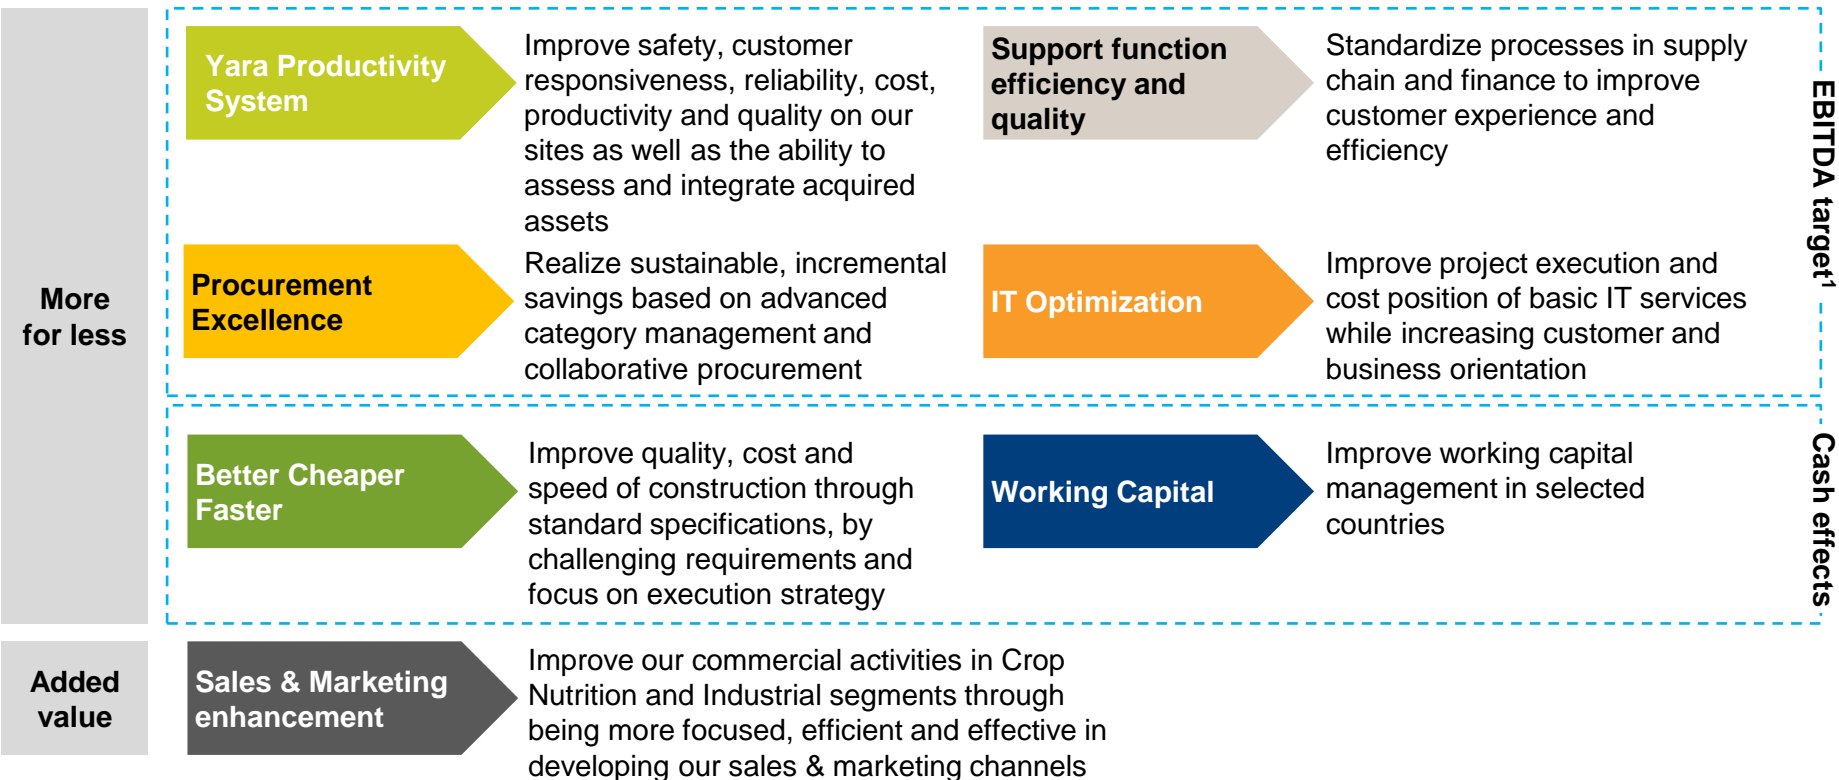 More
for less
Yara Productivity
System
Improve safety, customer
responsiveness, reliability, cost,
productivity and quality on our
sites as well as the ability to
assess and integrate acquired
assets
Support function
efficiency and
quality
Standardize processes in supply
chain and finance to improve
customer experience and
efficiency
Procurement
Excellence
Realize sustainable, incremental
savings based on advanced
category management and
collaborative procurement
IT Optimization
Improve project execution and
cost position of basic IT services
while increasing customer and
business orientation
EBITDA target¹
Better Cheaper
Faster
Improve quality, cost and
speed of construction through
standard specifications, by
challenging requirements and
focus on execution strategy
Working Capital
Improve working capital
management in selected
countries
Cash effects
Added
value
Sales & Marketing
enhancement
Improve our commercial activities in Crop
Nutrition and Industrial segments through
being more focused, efficient and effective in
developing our sales & marketing channels